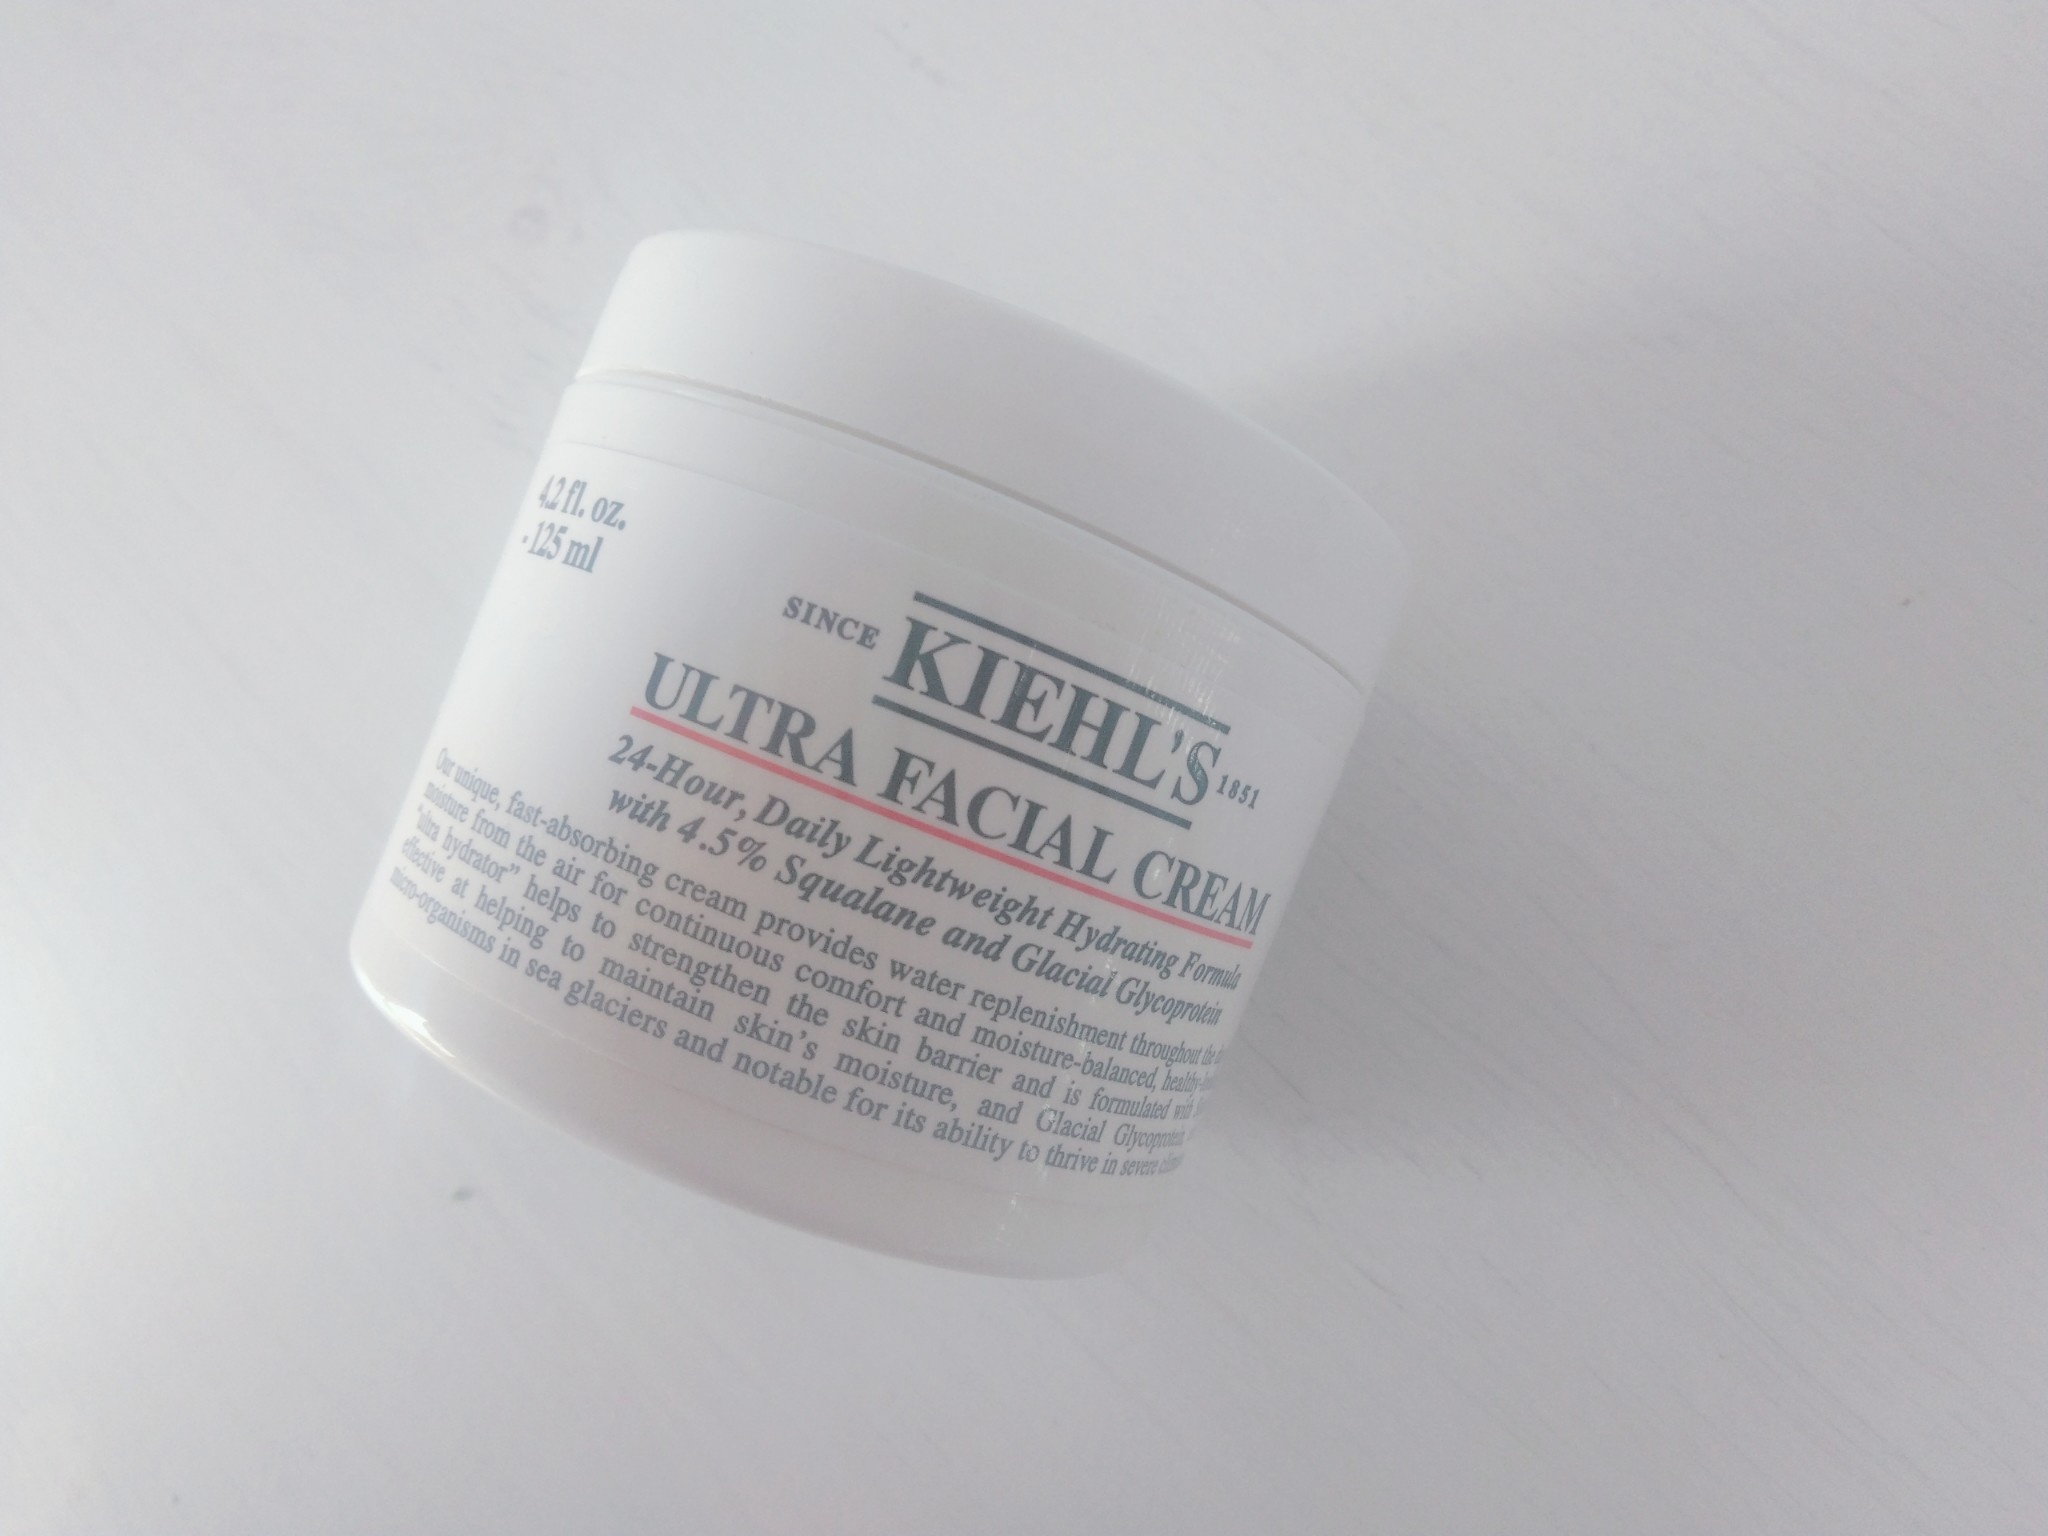 4.2 fl. oz.
- 125 ml
SINCE KIEHL'S 1851
ULTRA FACIAL CREAM
24-Hour, Daily Lightweight Hydrating Formula
with 4.5% Squalane and Glacial Glycoprotein
Our unique, fast-absorbing cream provides water replenishment throughout the
moisture from the air for continuous comfort and moisture-balanced,
"ultra hydrator" helps to strengthen the skin barrier and is formulated with
effective at helping to maintain skin's moisture, and Glacial Glycoprotein,
micro-organisms in sea glaciers and notable for its ability to thrive in severe